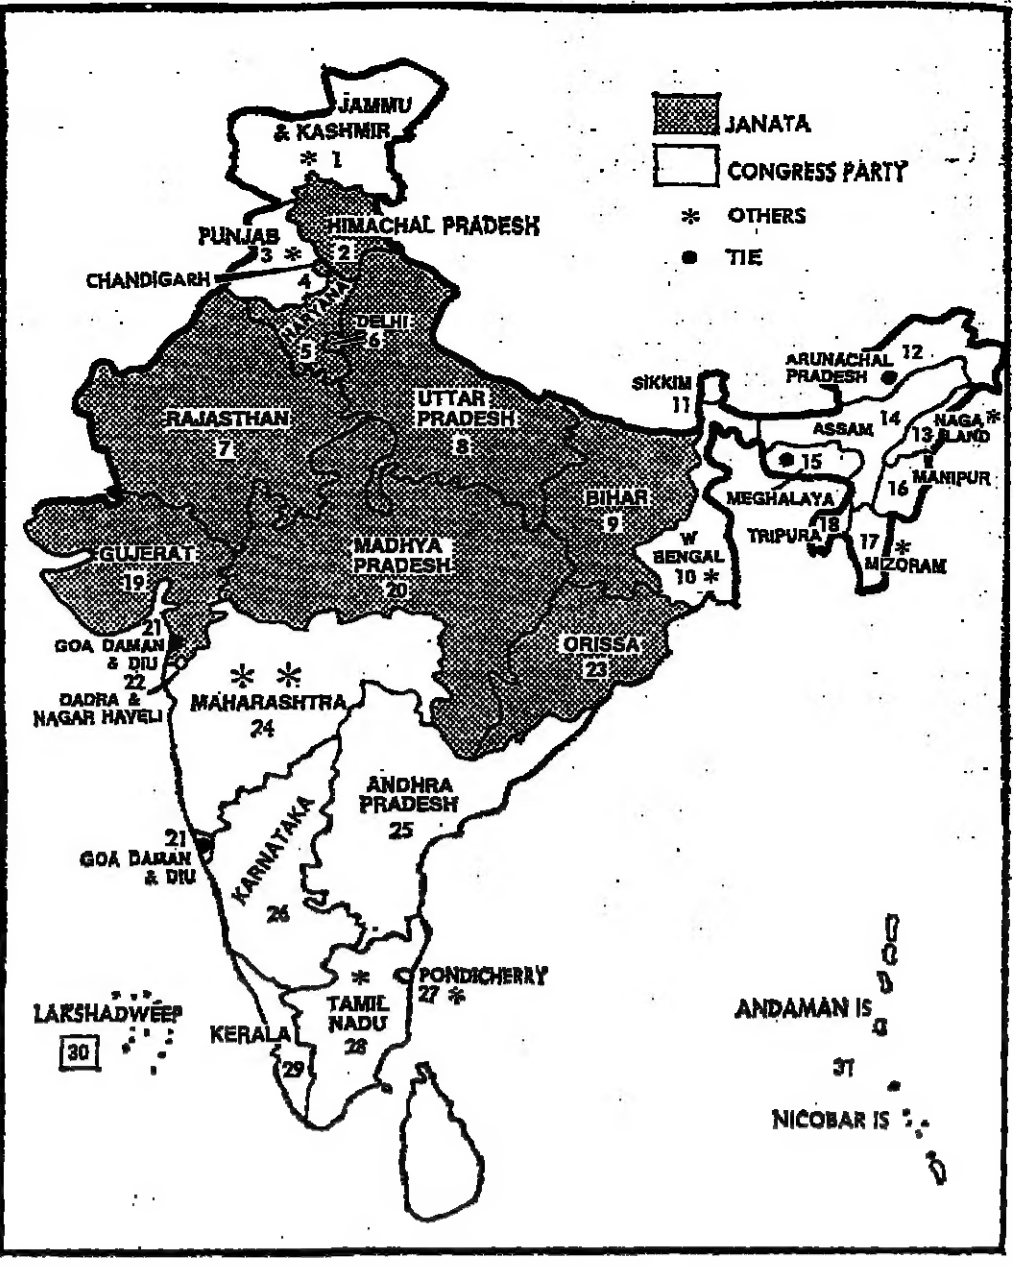 JAMMU
& KASHMIR
* 1
JANATA
CONGRESS PARTY
* OTHERS
● TIE
HIMACHAL PRADESH
2
PUNJAB
3 *
CHANDIGARH
4
HARYANA
5
DELHI
6
RAJASTHAN
7
UTTAR
PRADESH
8
BIHAR
9
W
BENGAL
10 *
SIKKIM
11
ARUNACHAL
PRADESH
12
NAGA *
LAND
13
14
ASSAM
15
MEGHALAYA
16
MANIPUR
17
*
MIZORAM
TRIPURA
18
GUJERAT
19
MADHYA
PRADESH
20
21
GOA DAMAN
& DIU
22
DADRA &
NAGAR HAVELI
ORISSA
23
* *
MAHARASHTRA
24
ANDHRA
PRADESH
25
21
GOA DAMAN
& DIU
KARNATAKA
26
PONDICHERRY
27 *
*
TAMIL
NADU
28
KERALA
29
LAKSHADWEEP
30
ANDAMAN IS
31
NICOBAR IS